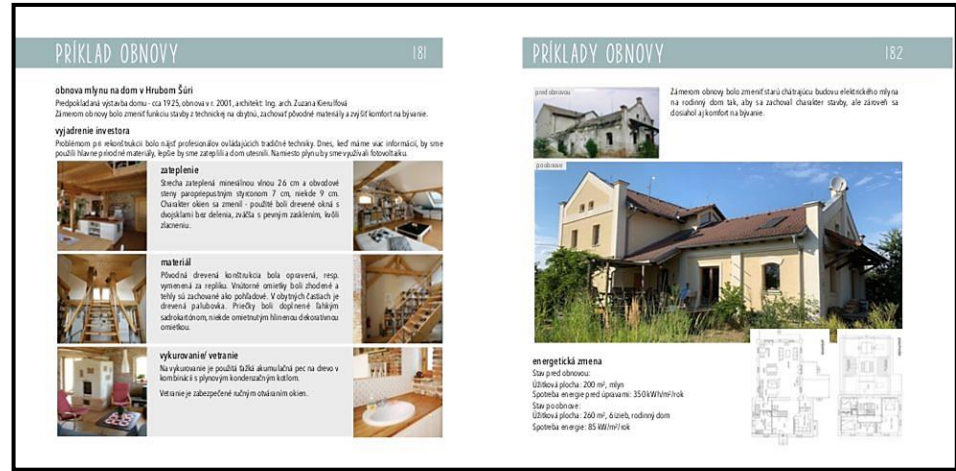 PRÍKLAD OBNOVY
181
obnova mlynu na dom v Hrubom Šúri
Predpokladaná výstavba domu - cca 1925, obnova v r. 2001, architekt: Ing. arch. Zuzana Kierulfová
Zámerom obnovy bolo zmeniť funkciu stavby z technickej na obytnú, zachovať pôvodné materiály a zvýšiť komfort na bývanie.
vyjadrenie investora
Problémom pri rekonštrukcii bolo nájsť profesionálov ovládajúcich tradičné techniky. Dnes, keď máme viac informácií, by sme
použili hlavne prírodné materiály, lepšie by sme zateplili a dom utesnili. Namiesto plynu by sme využívali fotovoltaiku.
zateplenie
Strecha zateplená minerálnou vlnou 26 cm a obvodové
steny paropriepustným styrconom 7 cm, niekde 9 cm.
Charakter okien sa zmenil - použité boli drevené okná s
dvojsklami bez delenia, zväčša s pevným zasklením, kvôli
zlacneniu.
materiál
Pôvodná drevená konštrukcia bola opravená, resp.
vymenená za repliku. Vnútorné omietky boli zhodené a
tehly sú zachované ako pohľadové. V obytných častiach je
drevená palubovka. Priečky boli doplnené ľahkým
sadrokartónom, niekde omietnutým hlinenou dekoratívnou
omietkou.
vykurovanie/ vetranie
Na vykurovanie je použitá ťažká akumulačná pec na drevo v
kombinácii s plynovým kondenzačným kotlom.
Vetranie je zabezpečené ručným otváraním okien.
PRÍKLADY OBNOVY
182
pred obnovou
Zámerom obnovy bolo zmeniť starú chátrajúcu budovu elektrického mlyna
na rodinný dom tak, aby sa zachoval charakter stavby, ale zároveň sa
dosiahol aj komfort na bývanie.
po obnove
energetická zmena
Stav pred obnovou:
Úžitková plocha: 200 m², mlyn
Spotreba energie pred úpravami: 350 kWh/m²/rok
Stav po obnove:
Úžitková plocha: 260 m², 6 izieb, rodinný dom
Spotreba energie: 85 kW/m²/rok